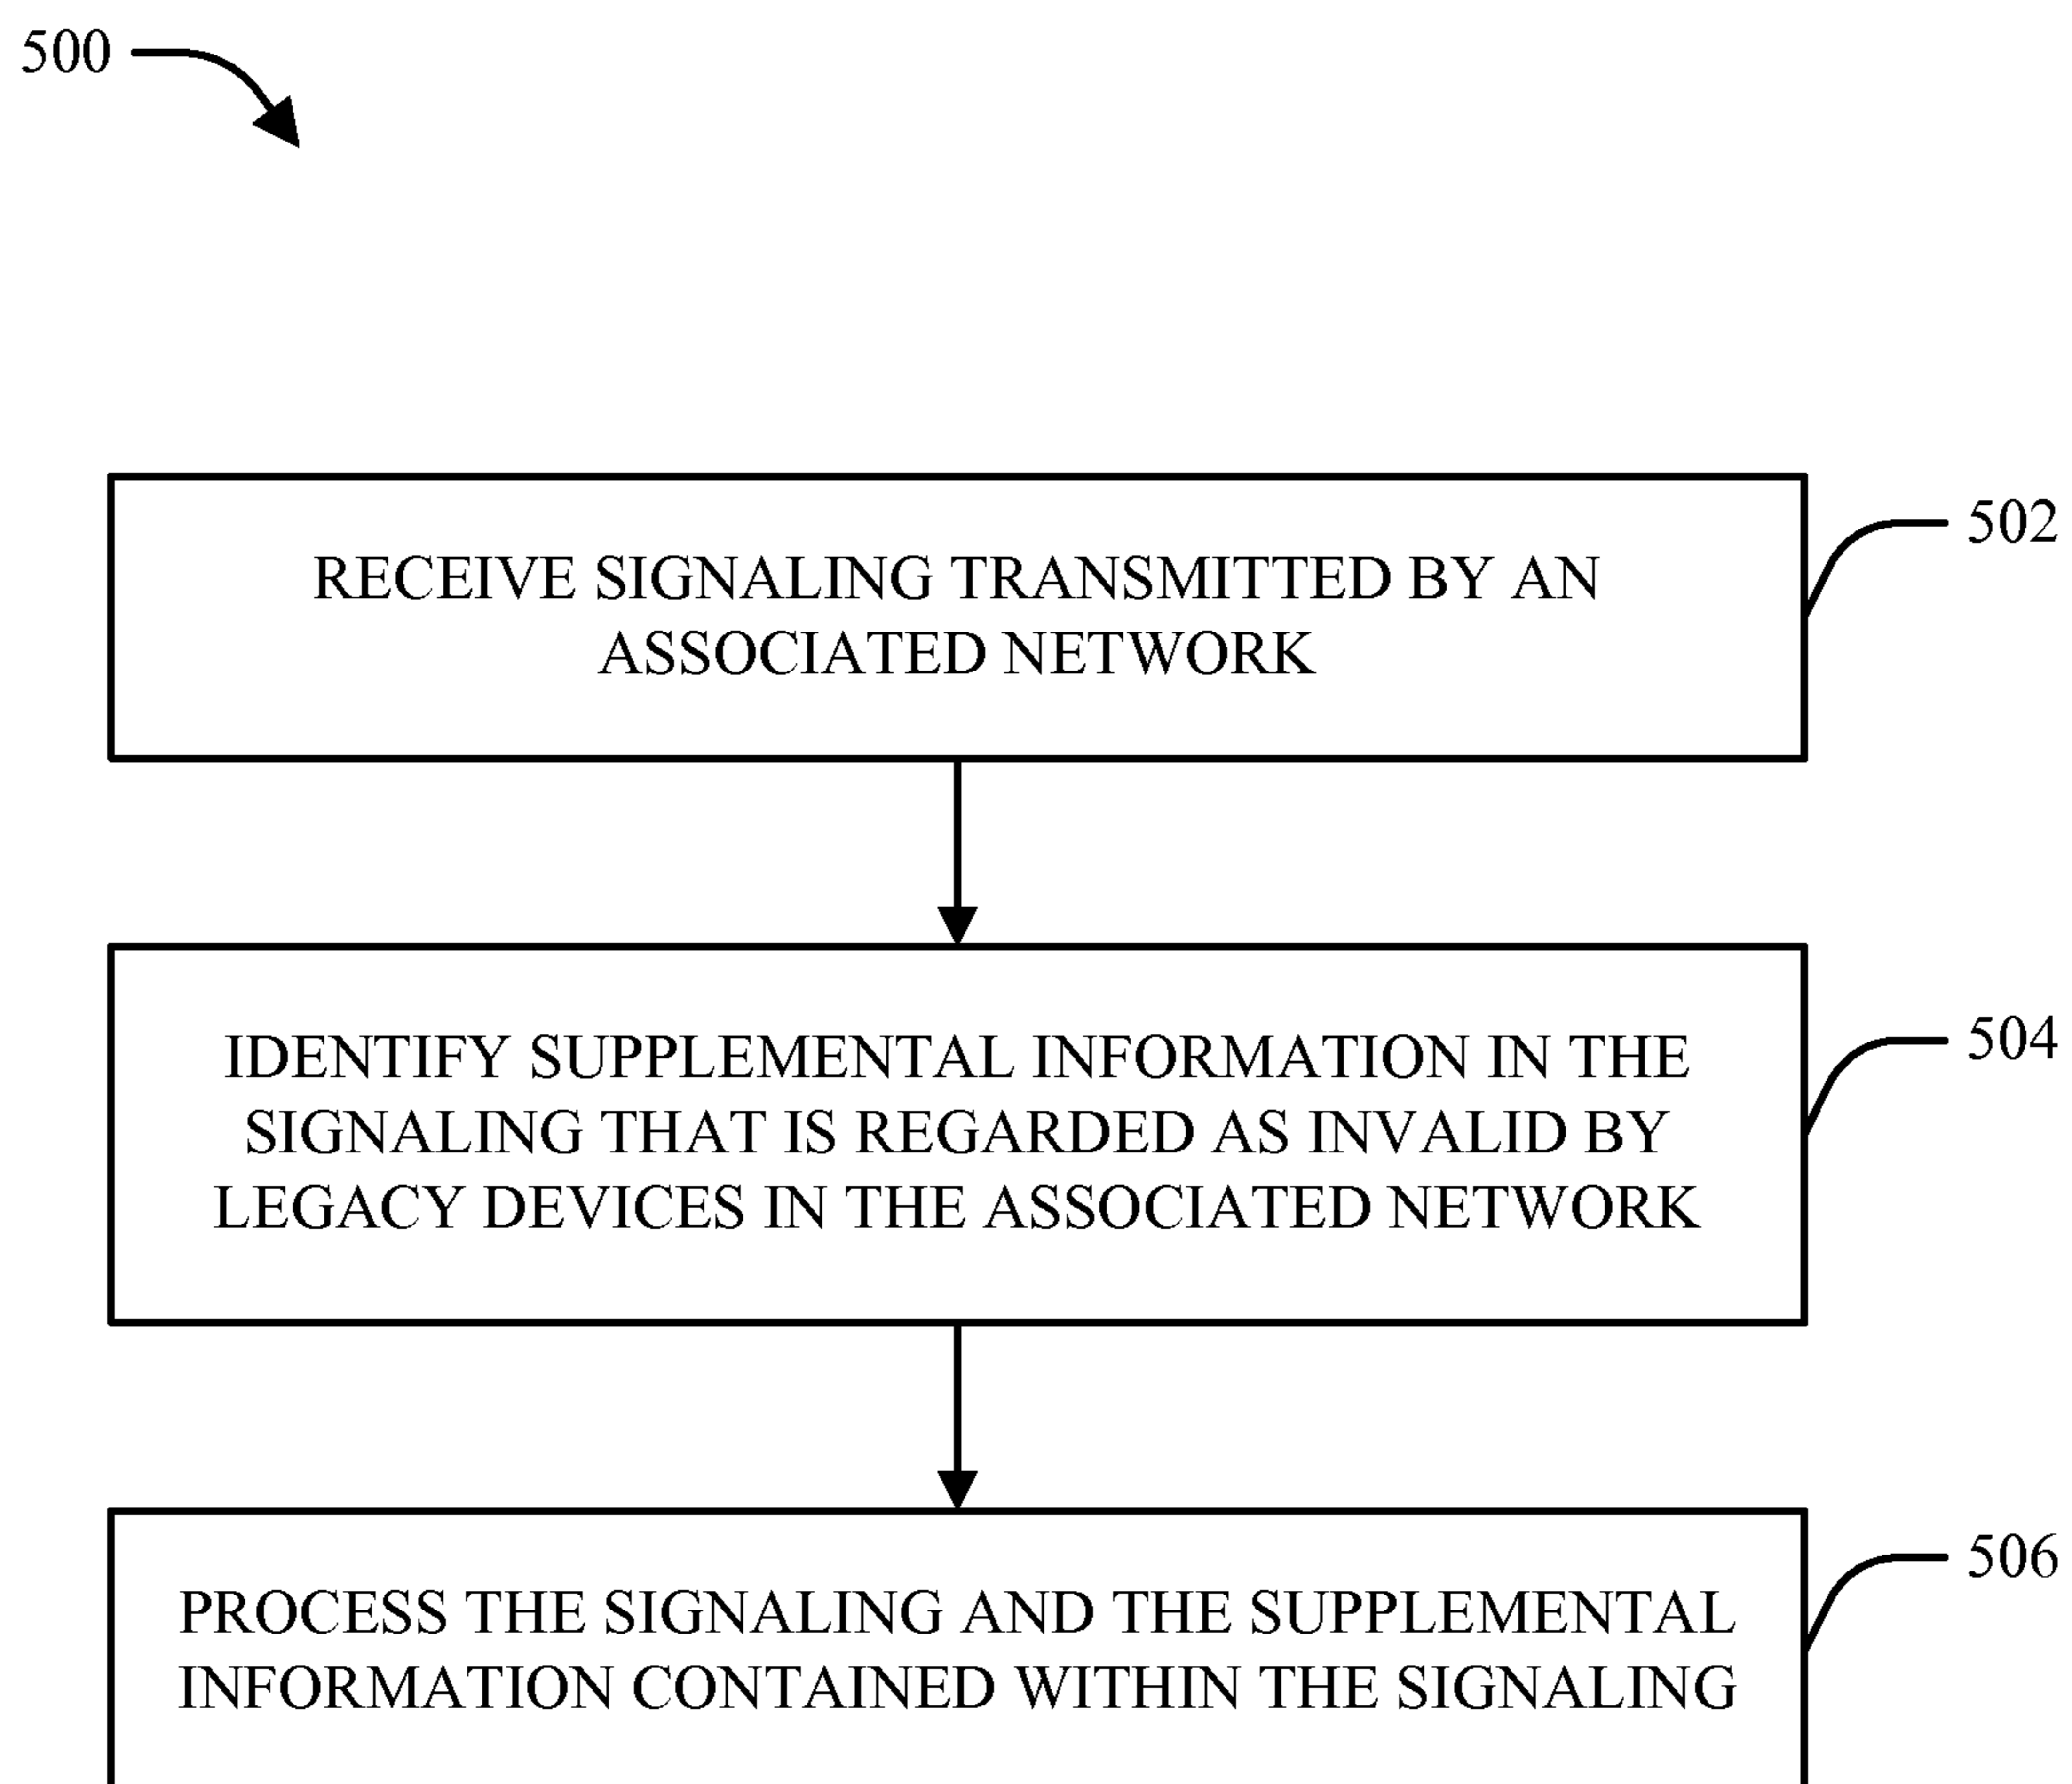 500
RECEIVE SIGNALING TRANSMITTED BY AN
ASSOCIATED NETWORK
502
IDENTIFY SUPPLEMENTAL INFORMATION IN THE
SIGNALING THAT IS REGARDED AS INVALID BY
LEGACY DEVICES IN THE ASSOCIATED NETWORK
504
PROCESS THE SIGNALING AND THE SUPPLEMENTAL
INFORMATION CONTAINED WITHIN THE SIGNALING
506